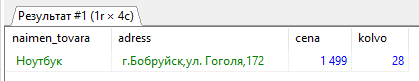 Результат #1 (1r × 4c)
naimen_tovara adress cena kolvo
Ноутбук г.Бобруйск,ул. Гоголя,172 1 499 28